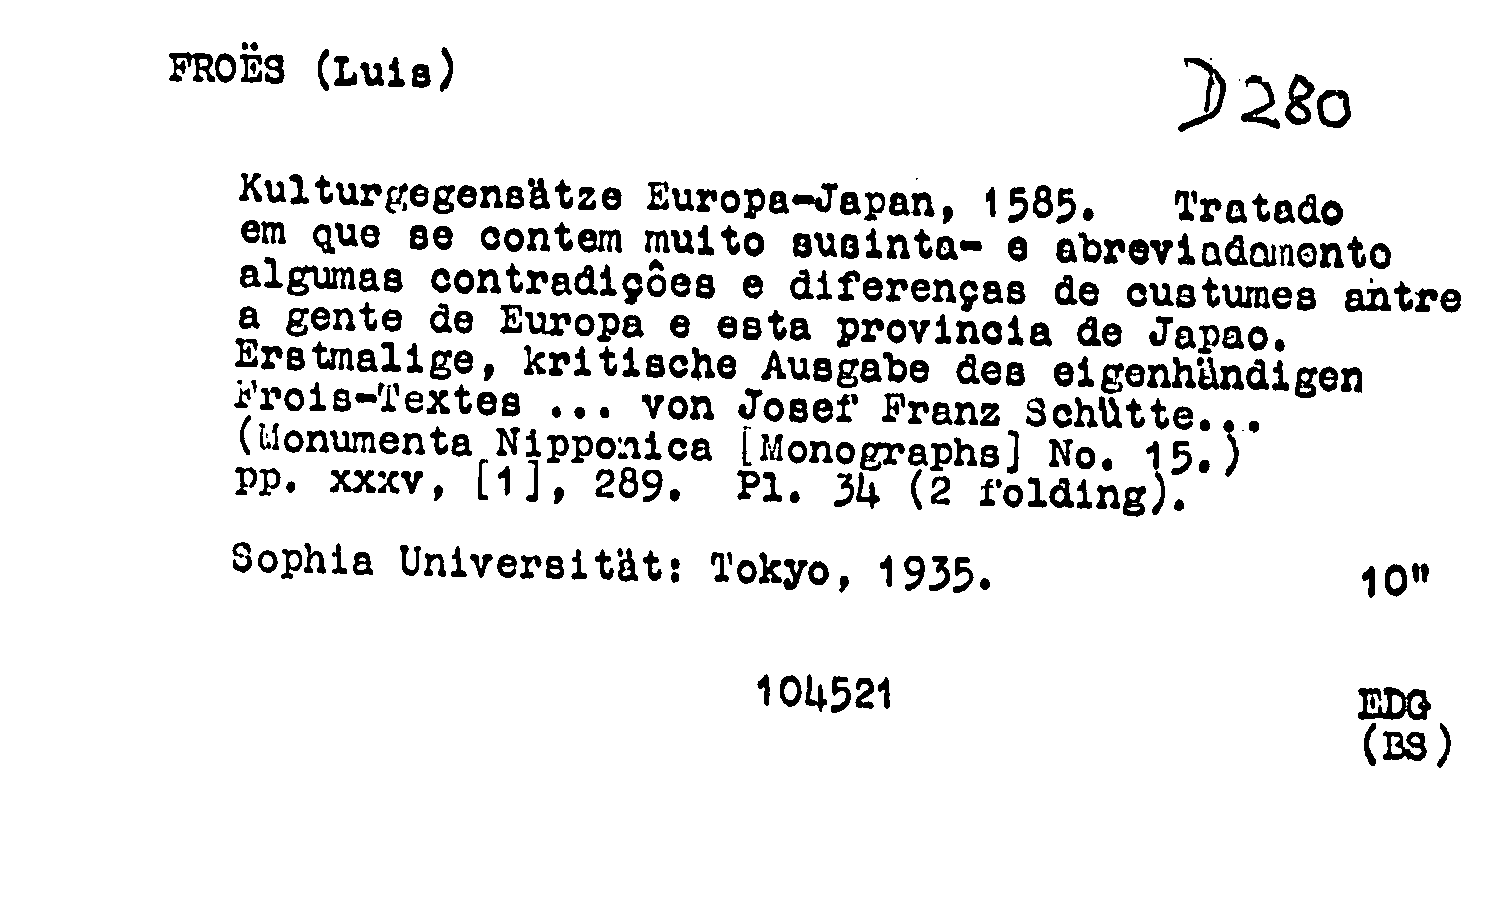 FROËS (Luis)
D 280
Kulturgegensätze Europa-Japan, 1585. Tratado
em que se contem muito susinta- e abreviadamente
algumas contradiçôes e diferenças de custumes antre
a gente de Europa e esta provincia de Japao.
Erstmalige, kritische Ausgabe des eigenhändigen
Frois-Textes ... von Josef Franz Schütte...
(Monumenta Nipponica [Monographs] No. 15.)
pp. xxxv, [1], 289. Pl. 34 (2 folding).
Sophia Universität: Tokyo, 1935.
10"
104521
EDG
(BS)